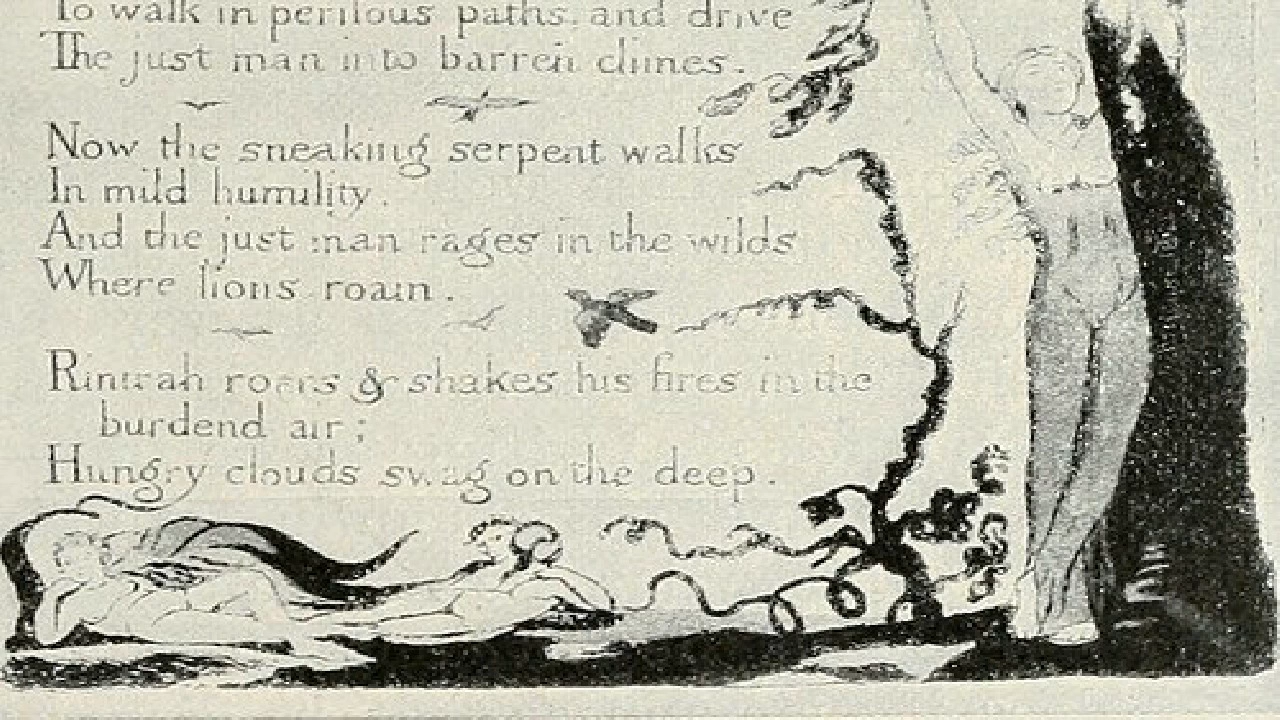 To walk in perilous paths. and drive
The just man into barren climes.
Now the sneaking serpent walks
In mild humility.
And the just man rages in the wilds
Where lions roam.
Rintrah roars & shakes his fires in the
burdend air;
Hungry clouds swag on the deep.